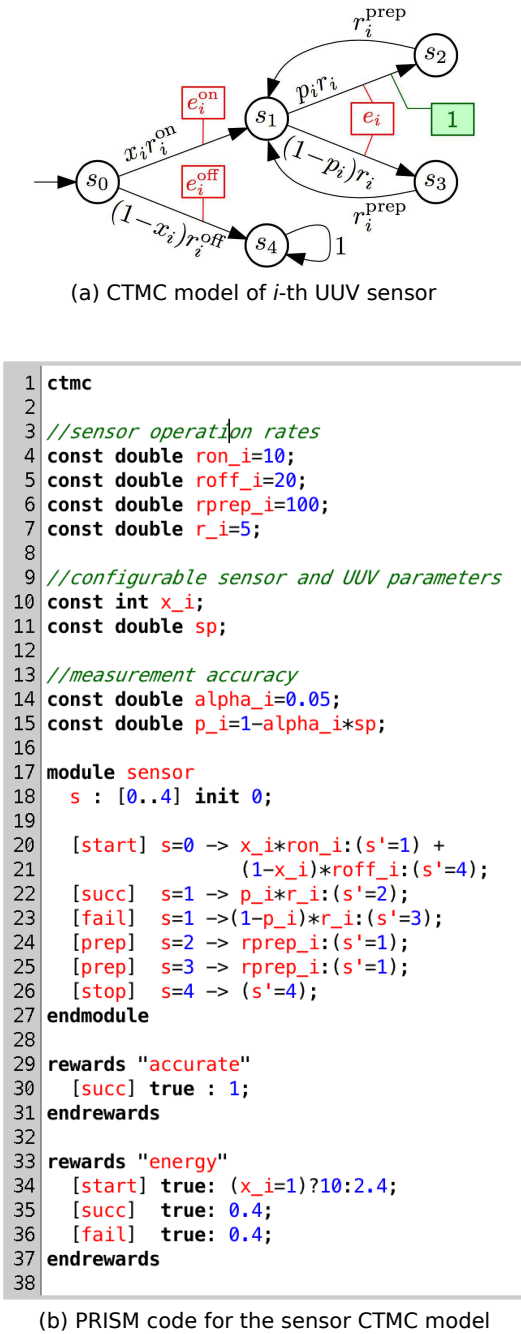 r_i^prep
s_2
e_i^on
p_i r_i
s_1
e_i
1
x_i r_i^on
(1−p_i)r_i
e_i^off
s_0
s_3
r_i^prep
(1−x_i)r_i^off
s_4
1
(a) CTMC model of i-th UUV sensor
1 ctmc
2
3 //sensor operation rates
4 const double ron_i=10;
5 const double roff_i=20;
6 const double rprep_i=100;
7 const double r_i=5;
8
9 //configurable sensor and UUV parameters
10 const int x_i;
11 const double sp;
12
13 //measurement accuracy
14 const double alpha_i=0.05;
15 const double p_i=1-alpha_i*sp;
16
17 module sensor
18 s : [0..4] init 0;
19
20 [start] s=0 -> x_i*ron_i:(s'=1) +
21 (1-x_i)*roff_i:(s'=4);
22 [succ] s=1 -> p_i*r_i:(s'=2);
23 [fail] s=1 ->(1-p_i)*r_i:(s'=3);
24 [prep] s=2 -> rprep_i:(s'=1);
25 [prep] s=3 -> rprep_i:(s'=1);
26 [stop] s=4 -> (s'=4);
27 endmodule
28
29 rewards "accurate"
30 [succ] true : 1;
31 endrewards
32
33 rewards "energy"
34 [start] true: (x_i=1)?10:2.4;
35 [succ] true: 0.4;
36 [fail] true: 0.4;
37 endrewards
38
(b) PRISM code for the sensor CTMC model